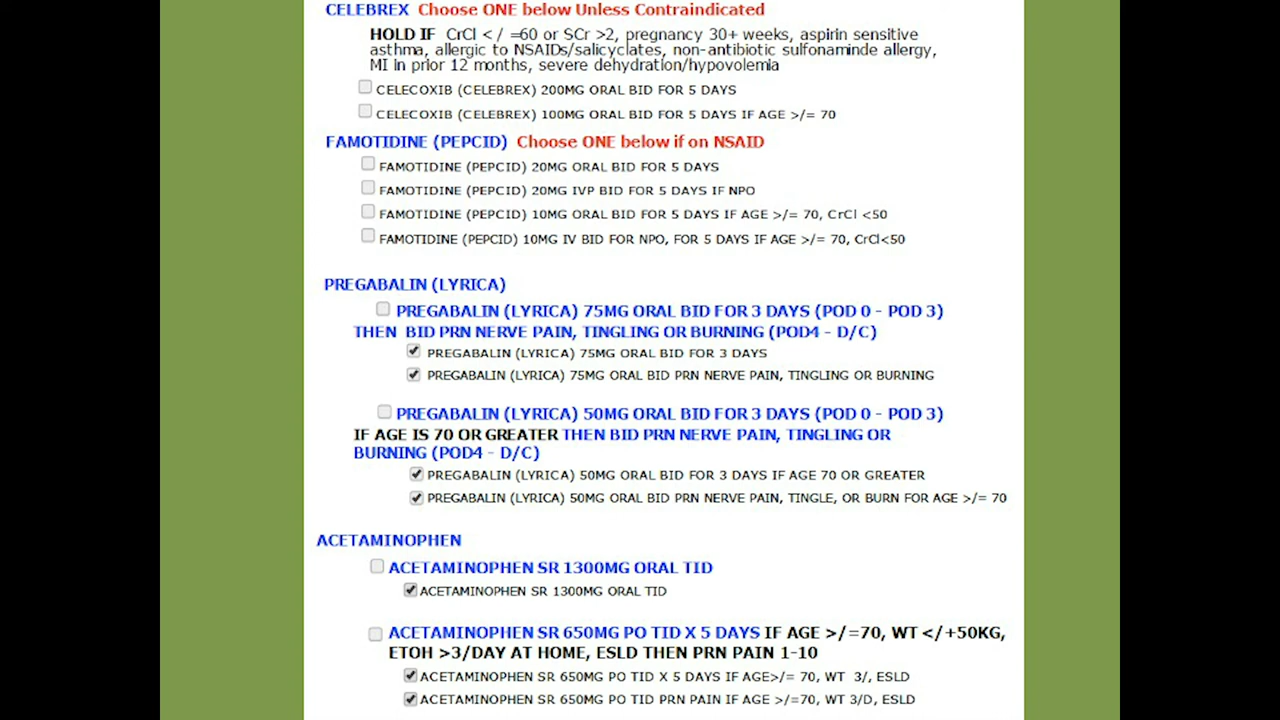 CELEBREX Choose ONE below Unless Contraindicated
HOLD IF CrCl < / =60 or SCr >2, pregnancy 30+ weeks, aspirin sensitive
asthma, allergic to NSAIDs/salicyclates, non-antibiotic sulfonaminde allergy,
MI in prior 12 months, severe dehydration/hypovolemia
CELECOXIB (CELEBREX) 200MG ORAL BID FOR 5 DAYS
CELECOXIB (CELEBREX) 100MG ORAL BID FOR 5 DAYS IF AGE >/= 70
FAMOTIDINE (PEPCID) Choose ONE below if on NSAID
FAMOTIDINE (PEPCID) 20MG ORAL BID FOR 5 DAYS
FAMOTIDINE (PEPCID) 20MG IVP BID FOR 5 DAYS IF NPO
FAMOTIDINE (PEPCID) 10MG ORAL BID FOR 5 DAYS IF AGE >/= 70, CrCl <50
FAMOTIDINE (PEPCID) 10MG IV BID FOR NPO, FOR 5 DAYS IF AGE >/= 70, CrCl<50
PREGABALIN (LYRICA)
PREGABALIN (LYRICA) 75MG ORAL BID FOR 3 DAYS (POD 0 - POD 3)
THEN BID PRN NERVE PAIN, TINGLING OR BURNING (POD4 - D/C)
PREGABALIN (LYRICA) 75MG ORAL BID FOR 3 DAYS
PREGABALIN (LYRICA) 75MG ORAL BID PRN NERVE PAIN, TINGLING OR BURNING
PREGABALIN (LYRICA) 50MG ORAL BID FOR 3 DAYS (POD 0 - POD 3)
IF AGE IS 70 OR GREATER THEN BID PRN NERVE PAIN, TINGLING OR
BURNING (POD4 - D/C)
PREGABALIN (LYRICA) 50MG ORAL BID FOR 3 DAYS IF AGE 70 OR GREATER
PREGABALIN (LYRICA) 50MG ORAL BID PRN NERVE PAIN, TINGLE, OR BURN FOR AGE >/= 70
ACETAMINOPHEN
ACETAMINOPHEN SR 1300MG ORAL TID
ACETAMINOPHEN SR 1300MG ORAL TID
ACETAMINOPHEN SR 650MG PO TID X 5 DAYS IF AGE >/=70, WT </+50KG,
ETOH >3/DAY AT HOME, ESLD THEN PRN PAIN 1-10
ACETAMINOPHEN SR 650MG PO TID X 5 DAYS IF AGE>/= 70, WT 3/, ESLD
ACETAMINOPHEN SR 650MG PO TID PRN PAIN IF AGE >/=70, WT 3/D, ESLD